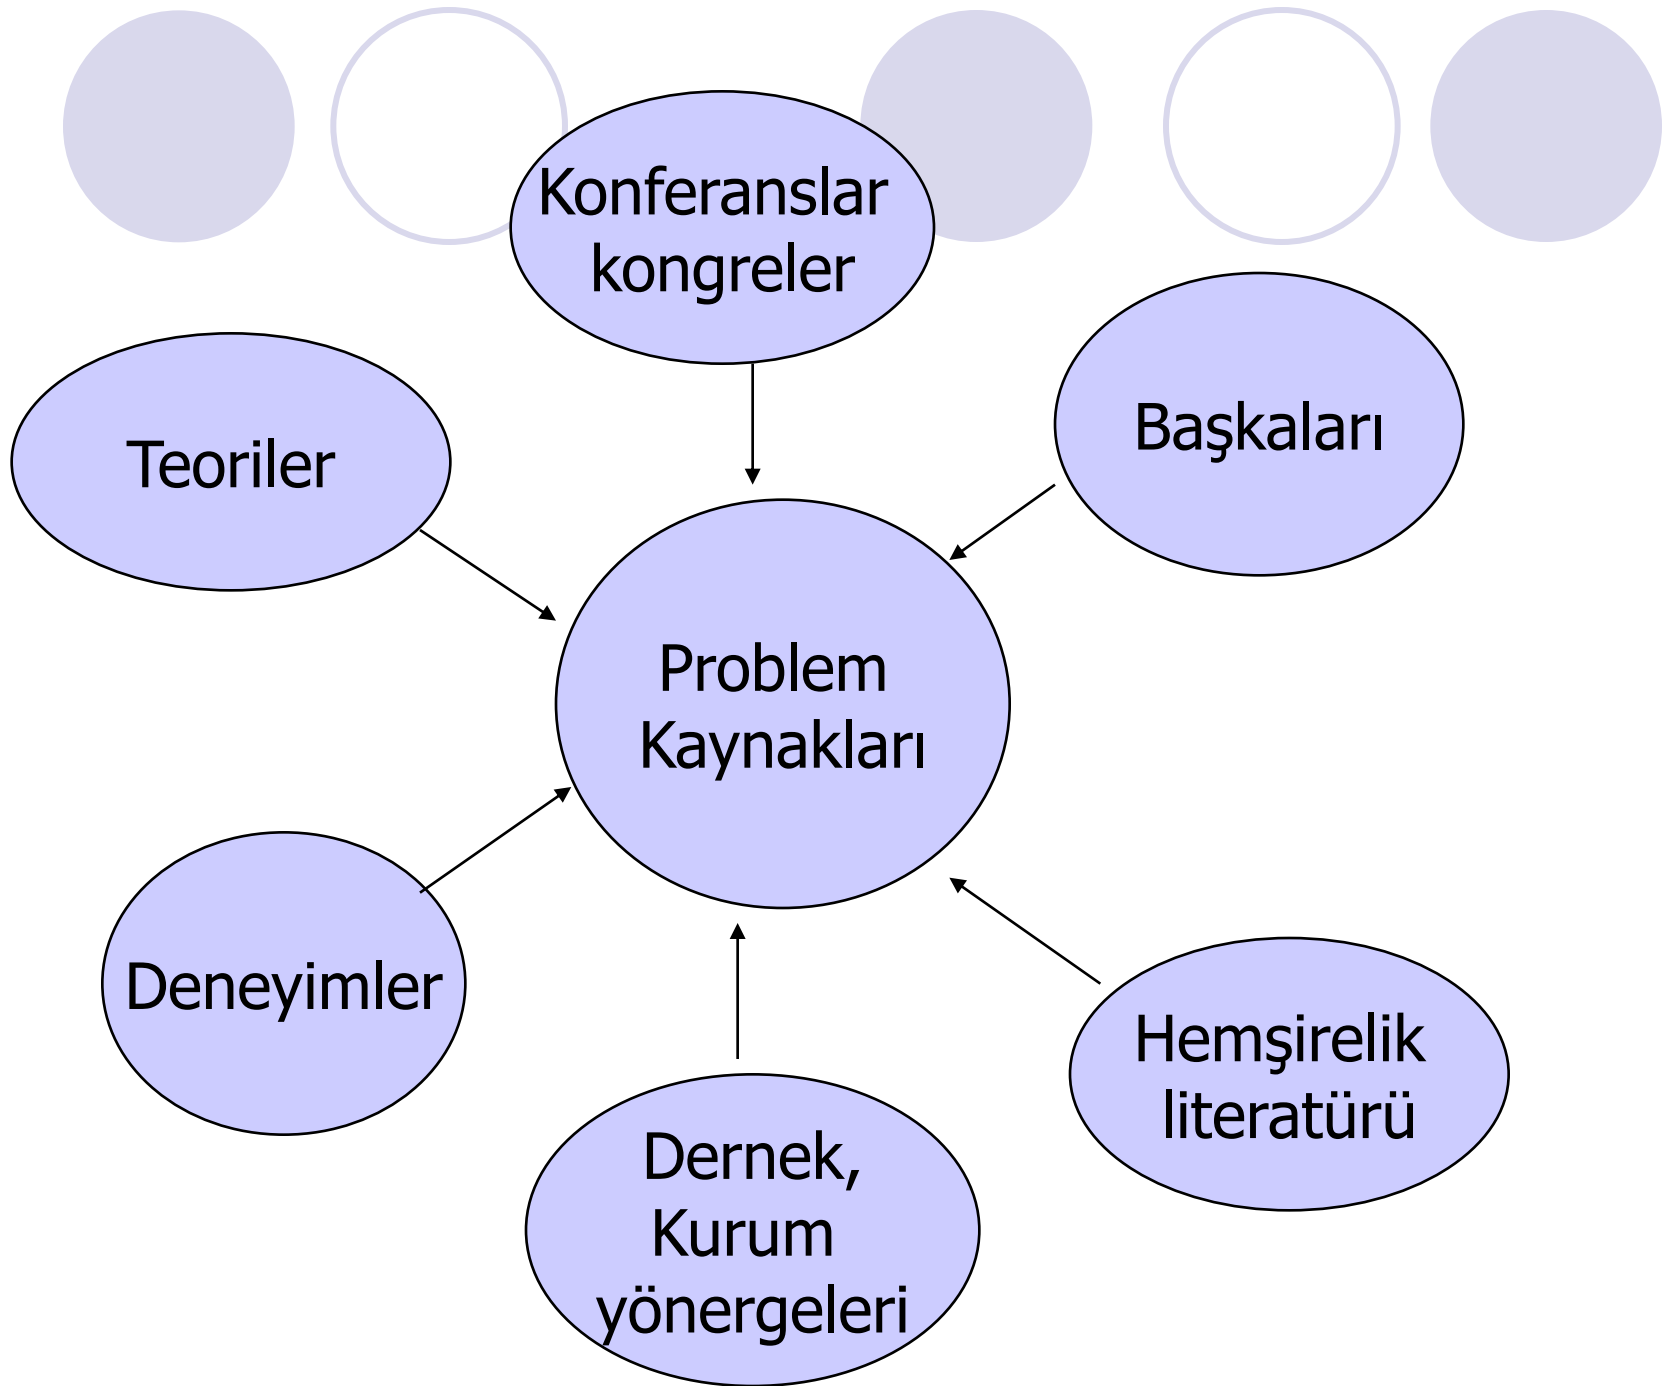 Konferanslar
kongreler
Başkaları
Teoriler
Problem
Kaynakları
Deneyimler
Hemşirelik
literatürü
Dernek,
Kurum
yönergeleri